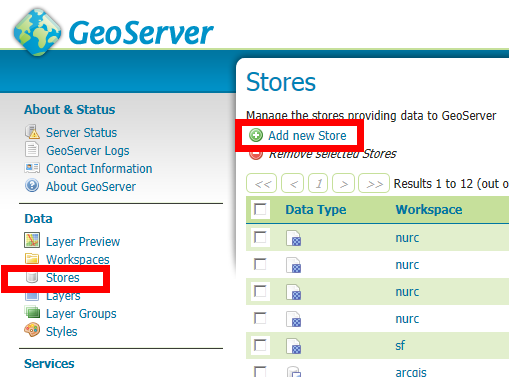 GeoServer
About & Status
Server Status
GeoServer Logs
Contact Information
About GeoServer
Data
Layer Preview
Workspaces
Stores
Layers
Layer Groups
Styles
Services
Stores
Manage the stores providing data to GeoServer
Add new Store
Remove selected Stores
<< < 1 > >> Results 1 to 12 (out o
Data Type Workspace
nurc
nurc
nurc
nurc
sf
arcgis